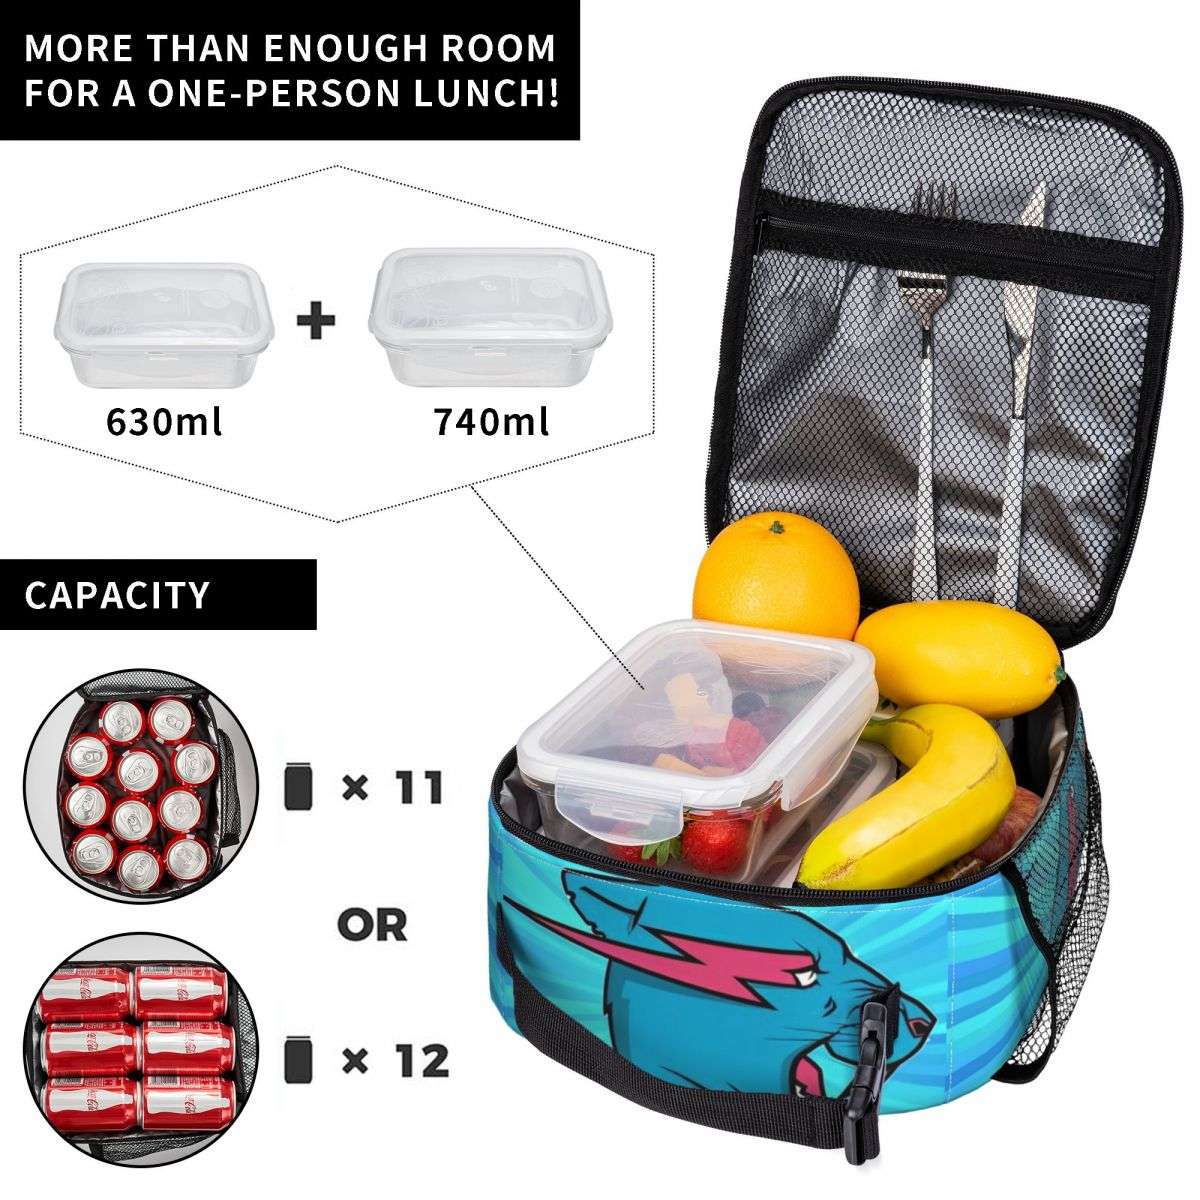 MORE THAN ENOUGH ROOM
FOR A ONE-PERSON LUNCH!
+
630ml
740ml
CAPACITY
× 11
OR
× 12